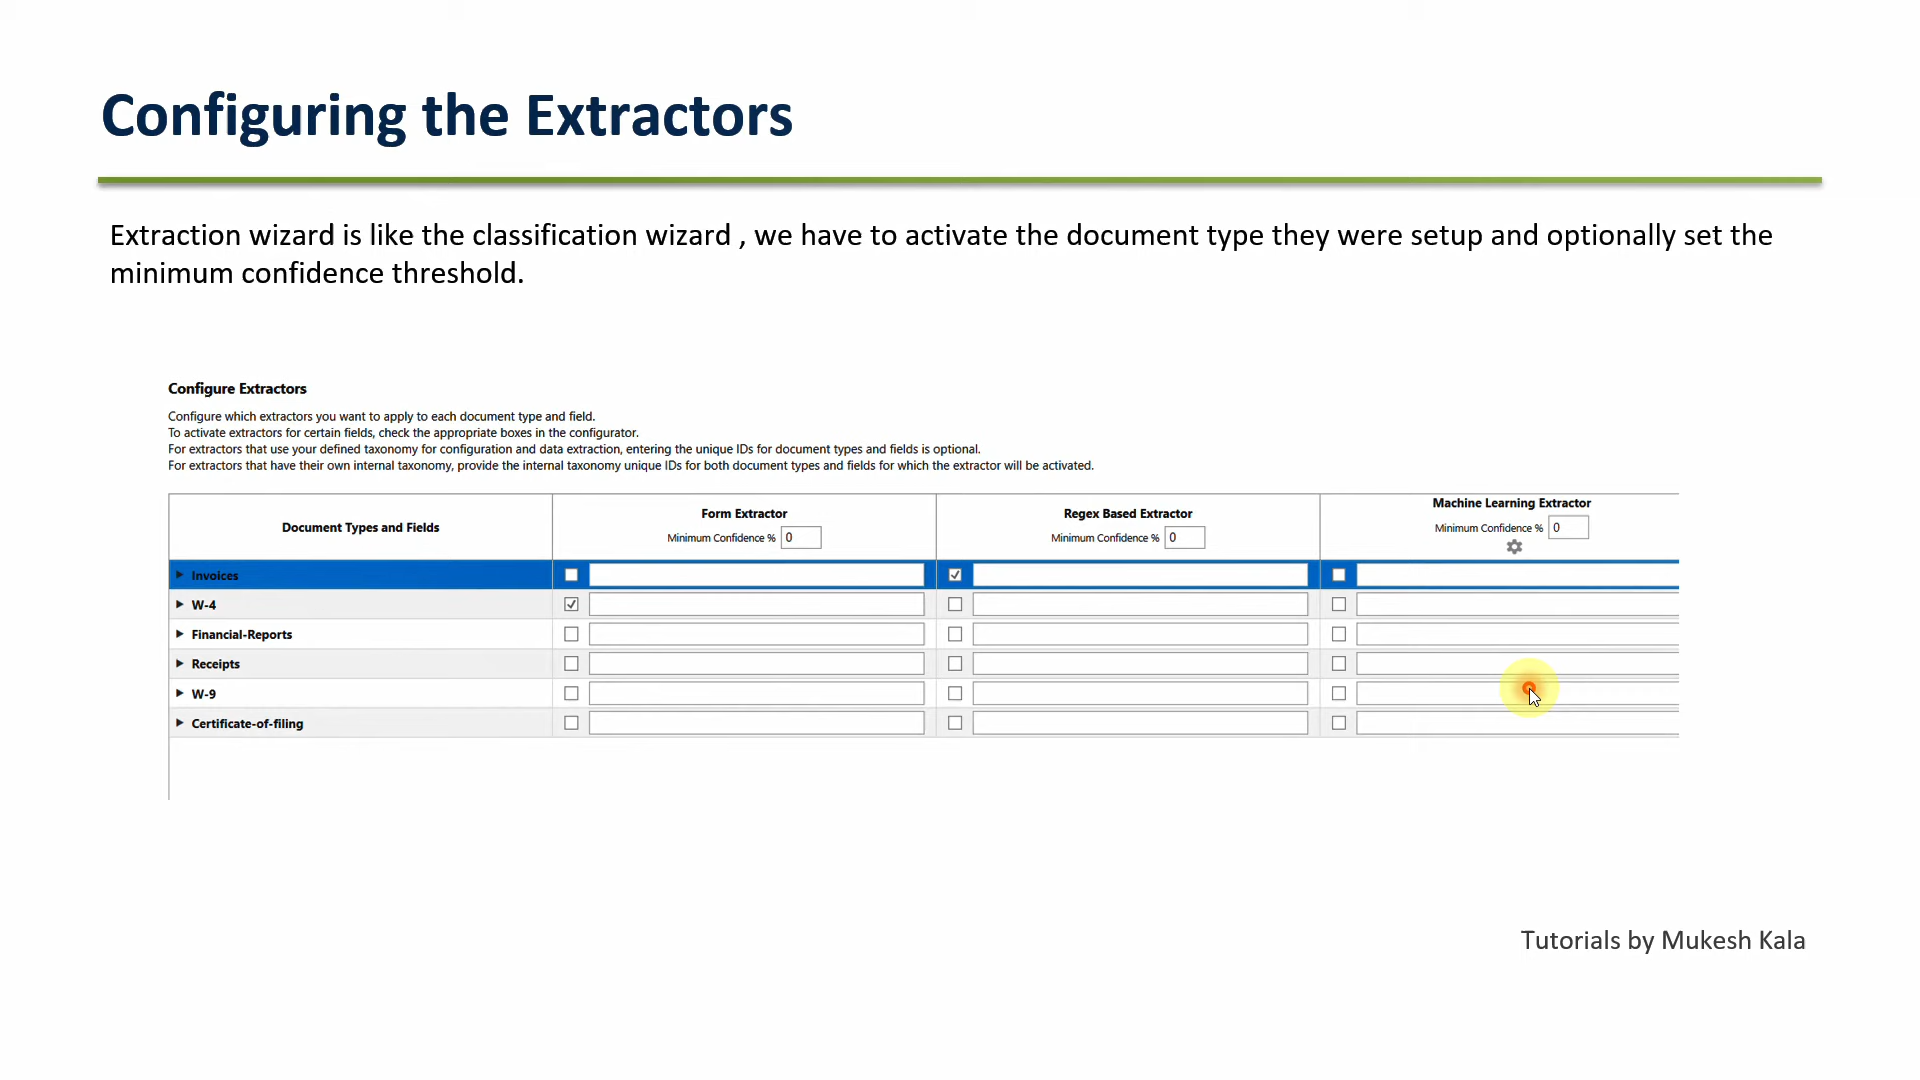 Configuring the Extractors
Extraction wizard is like the classification wizard , we have to activate the document type they were setup and optionally set the
minimum confidence threshold.
Configure Extractors
Configure which extractors you want to apply to each document type and field.
To activate extractors for certain fields, check the appropriate boxes in the configurator.
For extractors that use your defined taxonomy for configuration and data extraction, entering the unique IDs for document types and fields is optional.
For extractors that have their own internal taxonomy, provide the internal taxonomy unique IDs for both document types and fields for which the extractor will be activated.
Document Types and Fields
Form Extractor
Minimum Confidence % 0
Regex Based Extractor
Minimum Confidence % 0
Machine Learning Extractor
Minimum Confidence % 0
Invoices
W-4
Financial-Reports
Receipts
W-9
Certificate-of-filing
Tutorials by Mukesh Kala